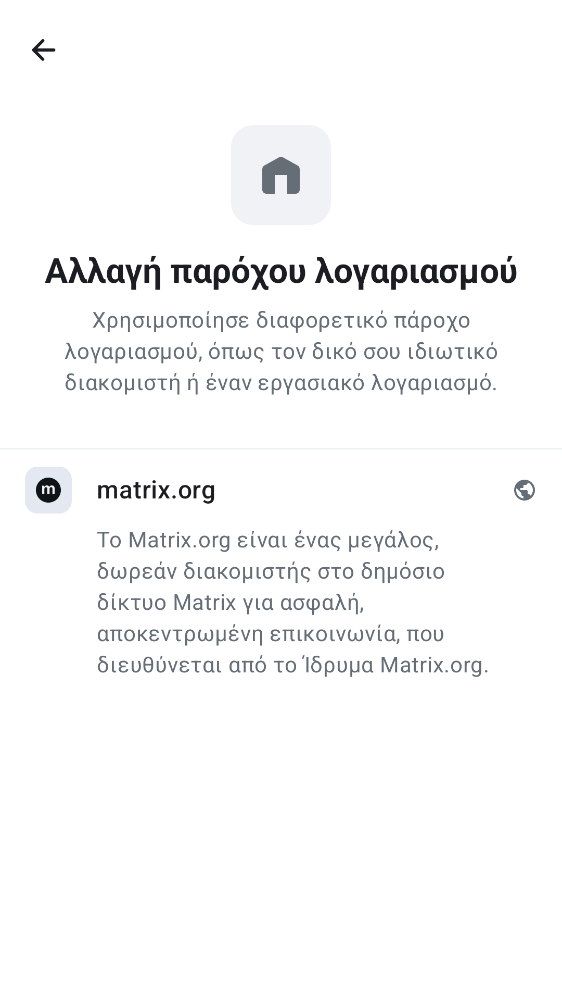 Αλλαγή παρόχου λογαριασμού
Χρησιμοποίησε διαφορετικό πάροχο
λογαριασμού, όπως τον δικό σου ιδιωτικό
διακομιστή ή έναν εργασιακό λογαριασμό.
m
matrix.org
Το Matrix.org είναι ένας μεγάλος,
δωρεάν διακομιστής στο δημόσιο
δίκτυο Matrix για ασφαλή,
αποκεντρωμένη επικοινωνία, που
διευθύνεται από το Ίδρυμα Matrix.org.